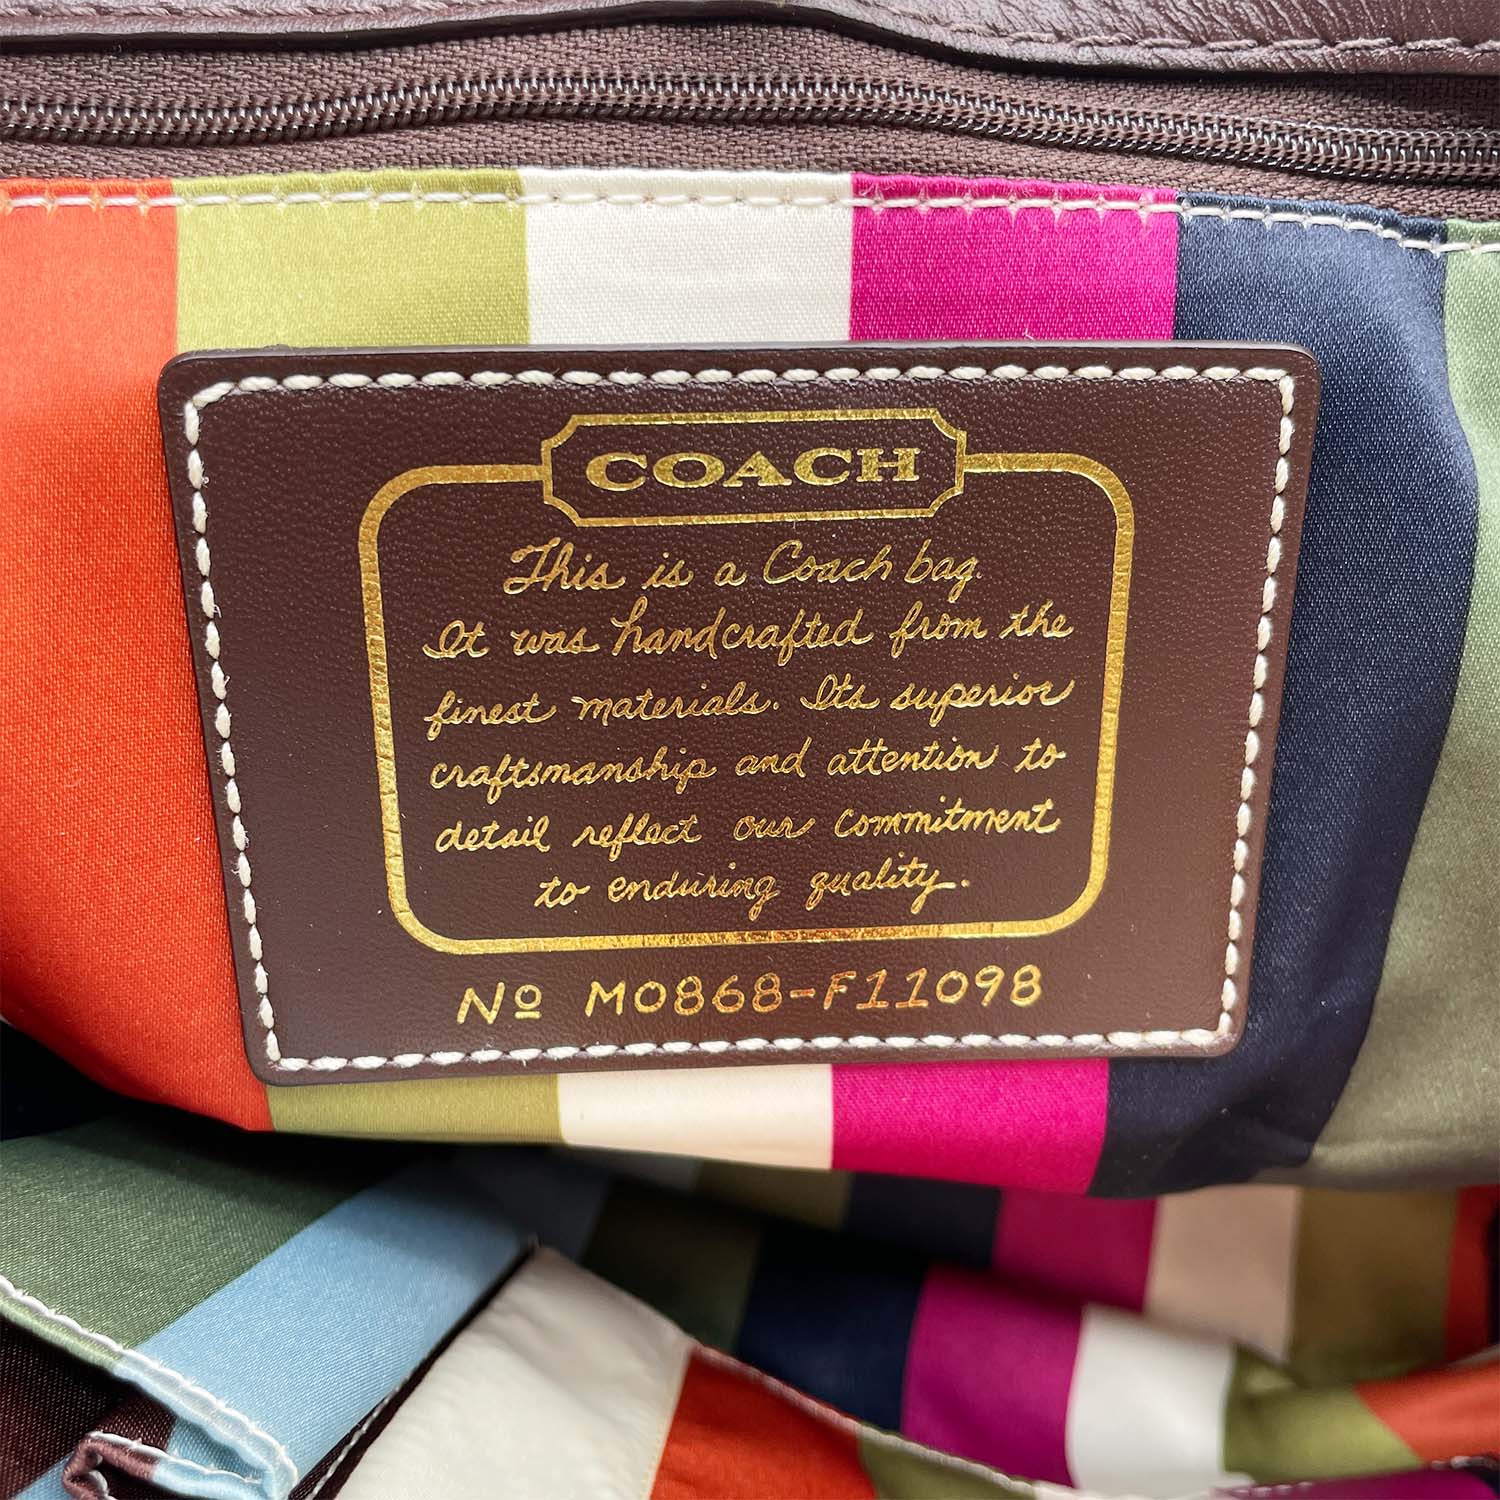 COACH
This is a Coach bag.
It was handcrafted from the
finest materials. Its superior
craftsmanship and attention to
detail reflect our commitment
to enduring quality.
Nº M0868-F11098